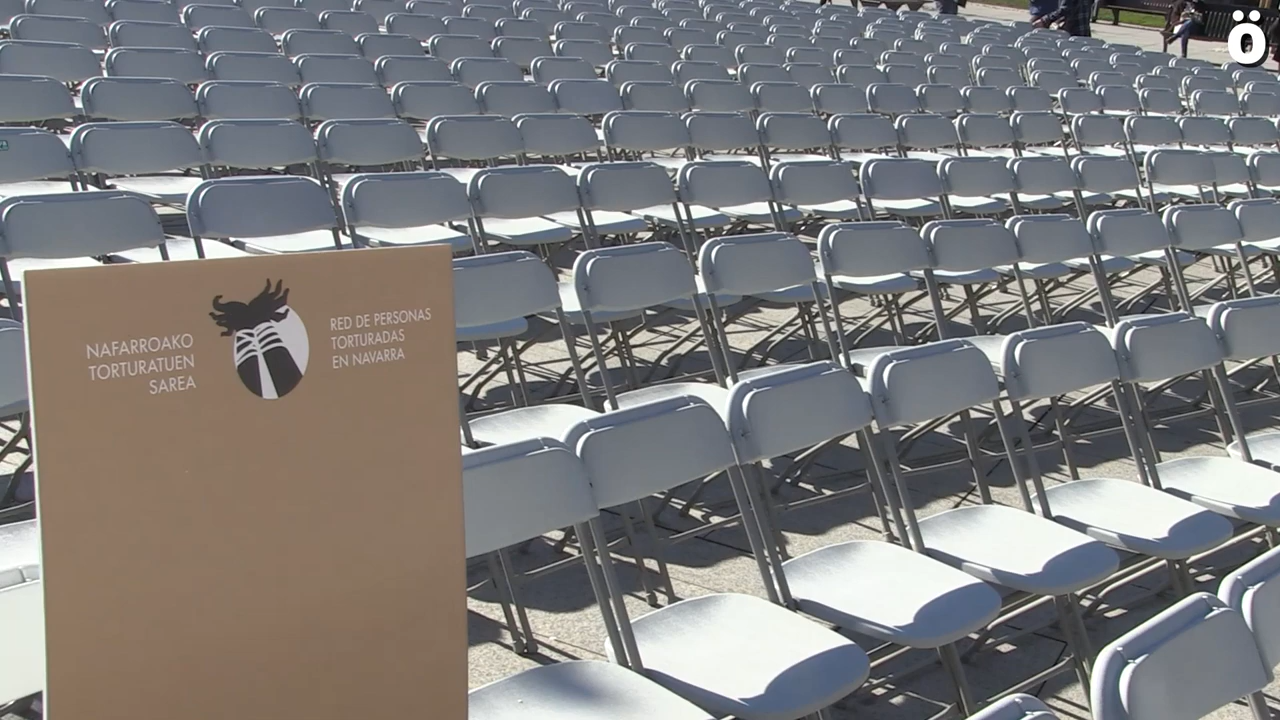 NAFARROAKO
TORTURATUEN
SAREA
RED DE PERSONAS
TORTURADAS
EN NAVARRA
ö